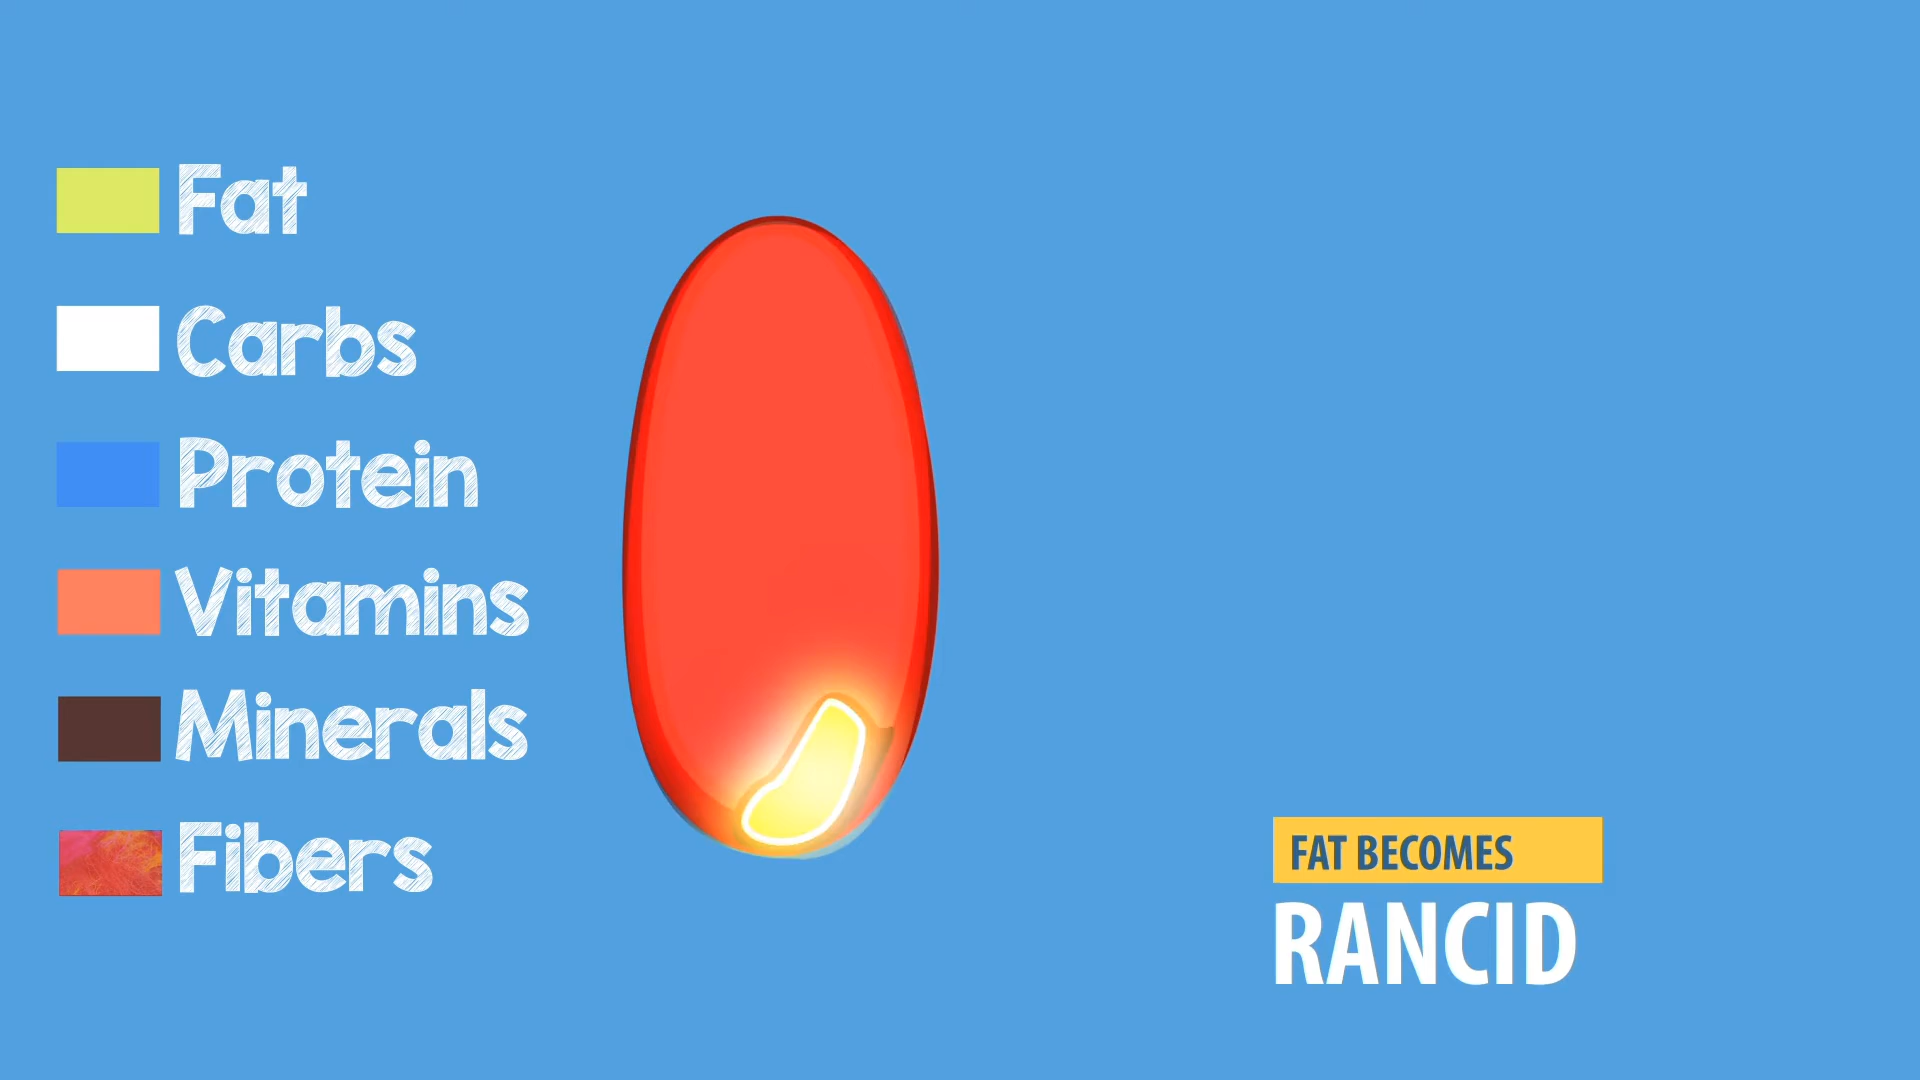 Fat
Carbs
Protein
Vitamins
Minerals
Fibers
FAT BECOMES
RANCID